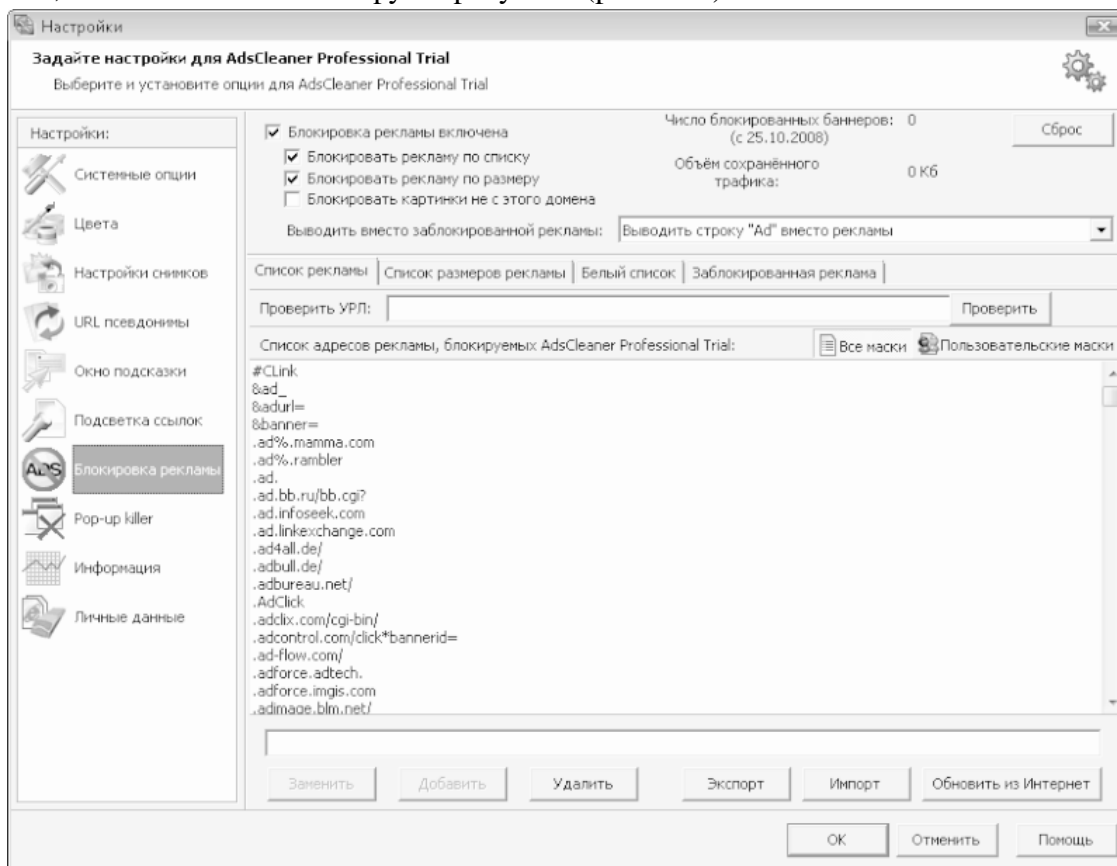 Настройки
Задайте настройки для AdsCleaner Professional Trial
Выберите и установите опции для AdsCleaner Professional Trial
Настройки:
Системные опции
Цвета
Настройки снимков
URL псевдонимы
Окно подсказки
Подсветка ссылок
ADS Блокировка рекламы
Pop-up killer
Информация
Личные данные
Блокировка рекламы включена
Блокировать рекламу по списку
Блокировать рекламу по размеру
Блокировать картинки не с этого домена
Число блокированных баннеров: 0
(с 25.10.2008)
Объём сохранённого
трафика:
0 Кб
Сброс
Выводить вместо заблокированной рекламы: Выводить строку "Ad" вместо рекламы
Список рекламы Список размеров рекламы Белый список Заблокированная реклама
Проверить УРЛ: Проверить
Список адресов рекламы, блокируемых AdsCleaner Professional Trial: Все маски Пользовательские маски
#CLink
&ad_
&adurl=
&banner=
.ad%.mamma.com
.ad%.rambler
.ad.
.ad.bb.ru/bb.cgi?
.ad.infoseek.com
.ad.linkexchange.com
.ad4all.de/
.adbull.de/
.adbureau.net/
.AdClick
.adclix.com/cgi-bin/
.adcontrol.com/click*bannerid=
.ad-flow.com/
.adforce.adtech.
.adforce.imgis.com
.adimage.blm.net/
Заменить Добавить Удалить Экспорт Импорт Обновить из Интернет
OK Отменить Помощь